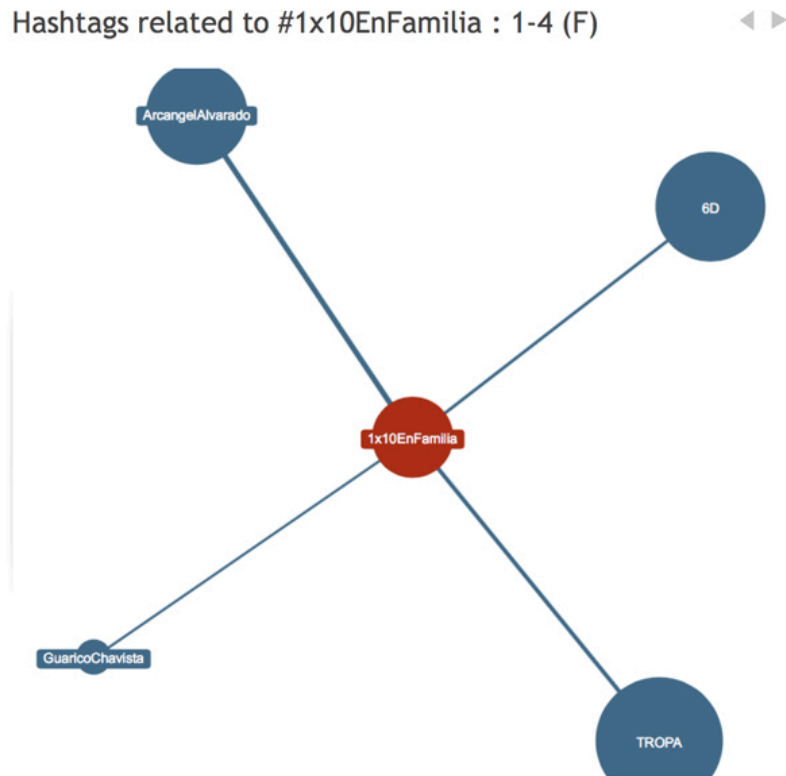 Hashtags related to #1x10EnFamilia : 1-4 (F)
ArcangelAlvarado
6D
1x10EnFamilia
GuaricoChavista
TROPA